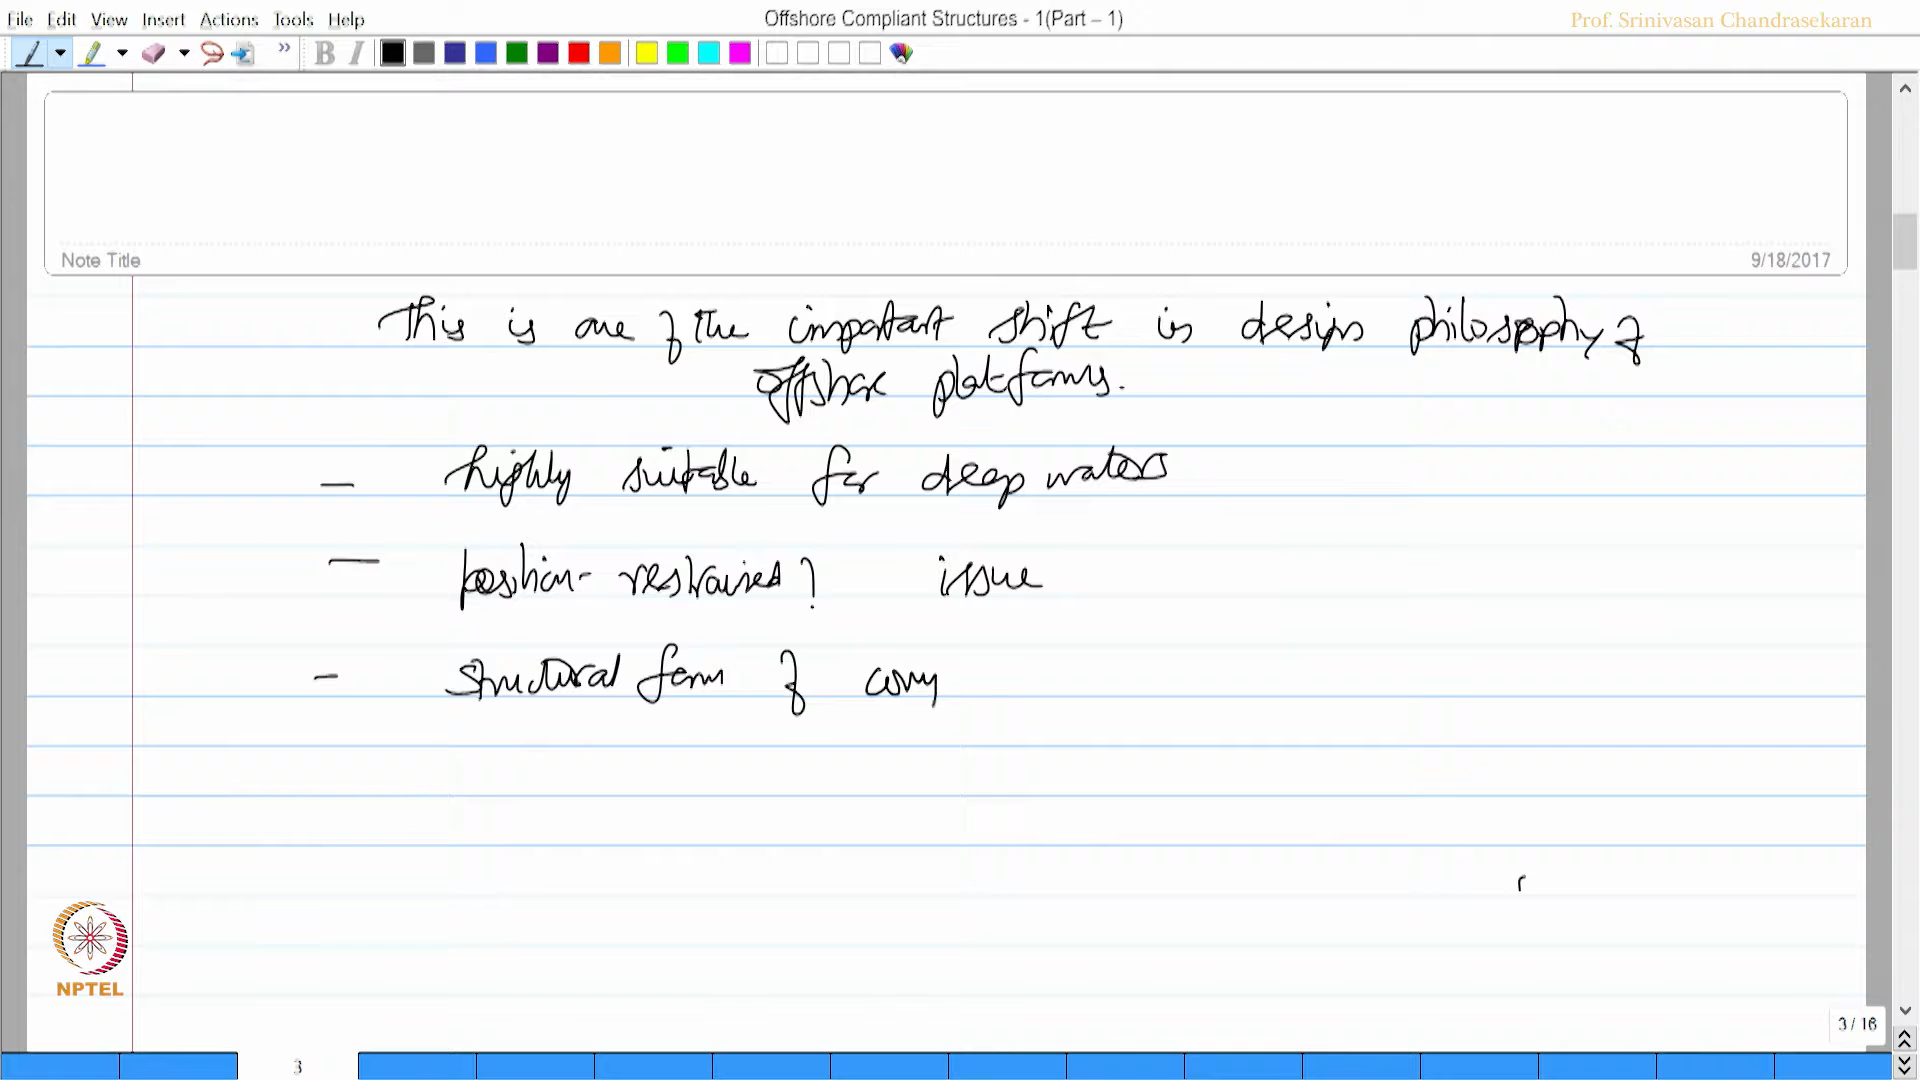 File Edit View Insert Actions Tools Help
Offshore Compliant Structures - 1(Part – 1)
Prof. Srinivasan Chandrasekaran
B I
Note Title
9/18/2017
This is one of the important shift in design philosophy of
offshore platforms.
— highly suitable for deep waters
— position- restrained? issue
- structural form of comp
NPTEL
3 / 16
3